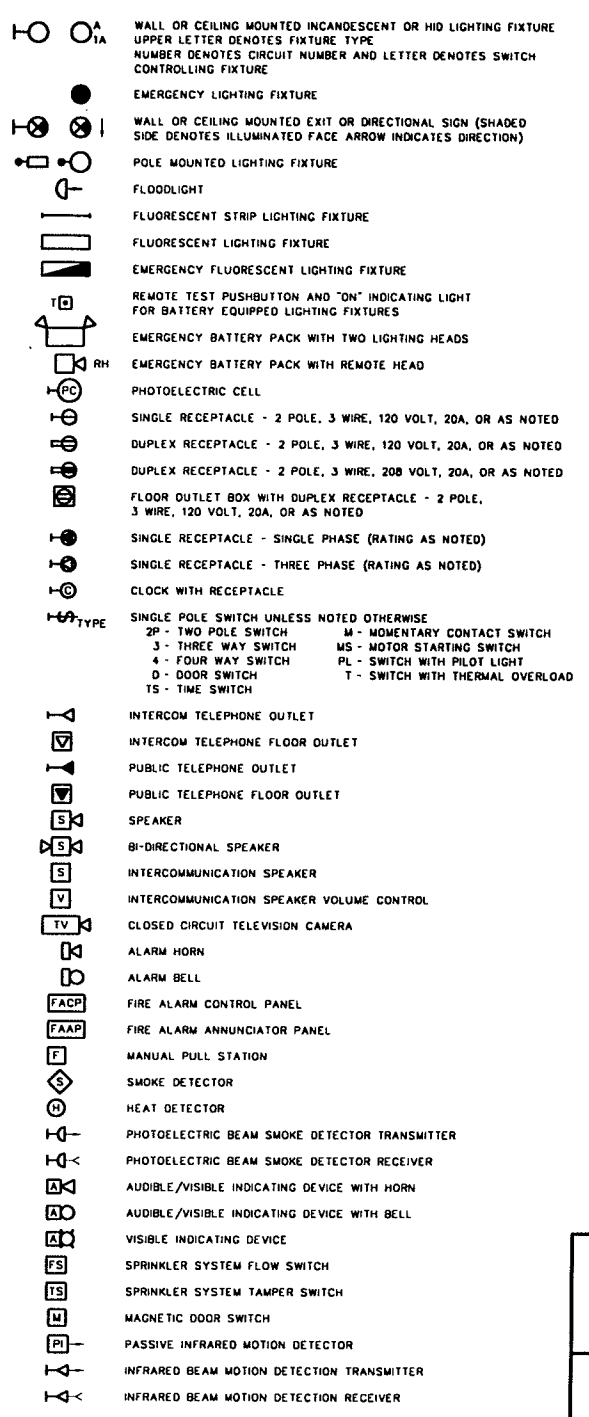 WALL OR CEILING MOUNTED INCANDESCENT OR HID LIGHTING FIXTURE
A
1A
UPPER LETTER DENOTES FIXTURE TYPE
NUMBER DENOTES CIRCUIT NUMBER AND LETTER DENOTES SWITCH
CONTROLLING FIXTURE
EMERGENCY LIGHTING FIXTURE
WALL OR CEILING MOUNTED EXIT OR DIRECTIONAL SIGN (SHADED
SIDE DENOTES ILLUMINATED FACE ARROW INDICATES DIRECTION)
POLE MOUNTED LIGHTING FIXTURE
FLOODLIGHT
FLUORESCENT STRIP LIGHTING FIXTURE
FLUORESCENT LIGHTING FIXTURE
EMERGENCY FLUORESCENT LIGHTING FIXTURE
T REMOTE TEST PUSHBUTTON AND "ON" INDICATING LIGHT
FOR BATTERY EQUIPPED LIGHTING FIXTURES
EMERGENCY BATTERY PACK WITH TWO LIGHTING HEADS
RH EMERGENCY BATTERY PACK WITH REMOTE HEAD
PC PHOTOELECTRIC CELL
SINGLE RECEPTACLE - 2 POLE, 3 WIRE, 120 VOLT, 20A, OR AS NOTED
DUPLEX RECEPTACLE - 2 POLE, 3 WIRE, 120 VOLT, 20A, OR AS NOTED
DUPLEX RECEPTACLE - 2 POLE, 3 WIRE, 208 VOLT, 20A, OR AS NOTED
FLOOR OUTLET BOX WITH DUPLEX RECEPTACLE - 2 POLE,
3 WIRE, 120 VOLT, 20A, OR AS NOTED
SINGLE RECEPTACLE - SINGLE PHASE (RATING AS NOTED)
SINGLE RECEPTACLE - THREE PHASE (RATING AS NOTED)
C CLOCK WITH RECEPTACLE
$ TYPE SINGLE POLE SWITCH UNLESS NOTED OTHERWISE
2P - TWO POLE SWITCH M - MOMENTARY CONTACT SWITCH
3 - THREE WAY SWITCH MS - MOTOR STARTING SWITCH
4 - FOUR WAY SWITCH PL - SWITCH WITH PILOT LIGHT
D - DOOR SWITCH T - SWITCH WITH THERMAL OVERLOAD
TS - TIME SWITCH
INTERCOM TELEPHONE OUTLET
INTERCOM TELEPHONE FLOOR OUTLET
PUBLIC TELEPHONE OUTLET
PUBLIC TELEPHONE FLOOR OUTLET
S SPEAKER
S BI-DIRECTIONAL SPEAKER
S INTERCOMMUNICATION SPEAKER
V INTERCOMMUNICATION SPEAKER VOLUME CONTROL
TV CLOSED CIRCUIT TELEVISION CAMERA
ALARM HORN
ALARM BELL
FACP FIRE ALARM CONTROL PANEL
FAAP FIRE ALARM ANNUNCIATOR PANEL
F MANUAL PULL STATION
S SMOKE DETECTOR
H HEAT DETECTOR
PHOTOELECTRIC BEAM SMOKE DETECTOR TRANSMITTER
PHOTOELECTRIC BEAM SMOKE DETECTOR RECEIVER
A AUDIBLE/VISIBLE INDICATING DEVICE WITH HORN
A AUDIBLE/VISIBLE INDICATING DEVICE WITH BELL
A VISIBLE INDICATING DEVICE
FS SPRINKLER SYSTEM FLOW SWITCH
TS SPRINKLER SYSTEM TAMPER SWITCH
M MAGNETIC DOOR SWITCH
PI PASSIVE INFRARED MOTION DETECTOR
INFRARED BEAM MOTION DETECTION TRANSMITTER
INFRARED BEAM MOTION DETECTION RECEIVER